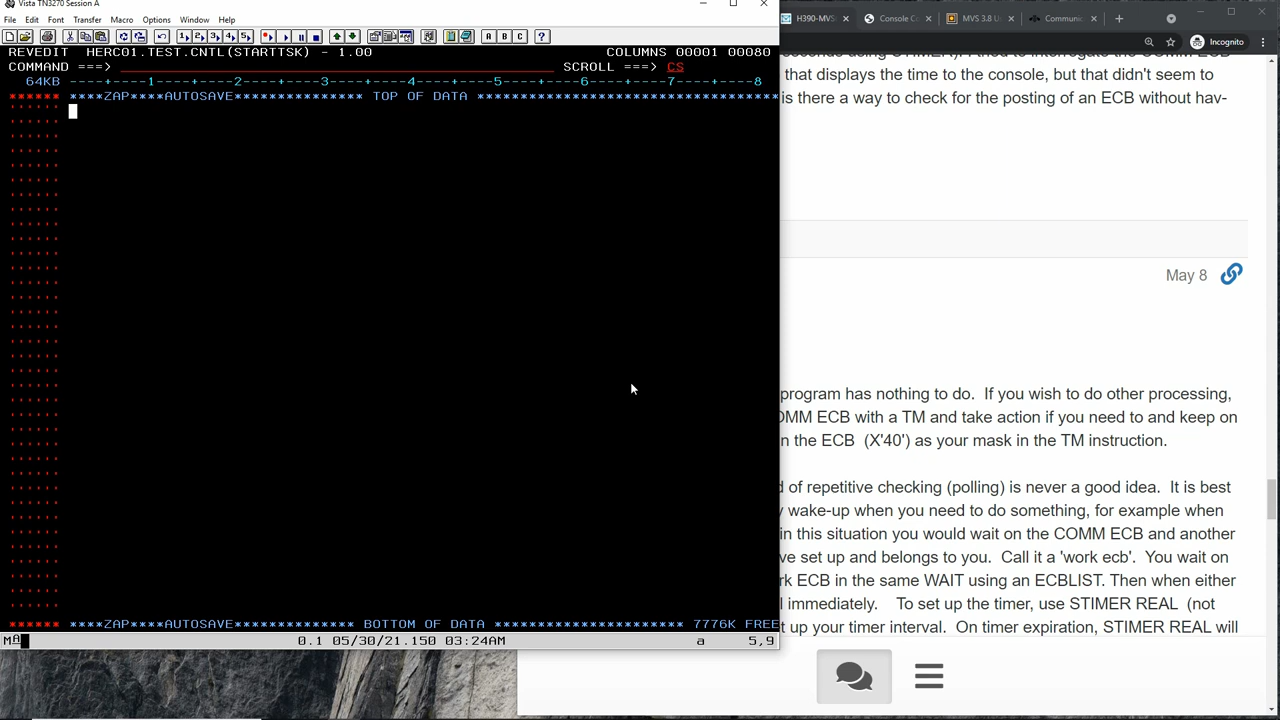 Vista TN3270 Session A
File Edit Font Transfer Macro Options Window Help
A B C
REVEDIT HERC01.TEST.CNTL(STARTTSK) - 1.00 COLUMNS 00001 00080
COMMAND ===> SCROLL ===> CS
64KB ----+----1----+----2----+----3----+----4----+----5----+----6----+----7----+----8
****** ****ZAP****AUTOSAVE*************** TOP OF DATA ***********************************
****** ****ZAP****AUTOSAVE************** BOTTOM OF DATA *********************** 7776K FREE
MA 0.1 05/30/21.150 03:24AM a 5,9
H390-MVS
Console Co
MVS 3.8 U
Communic
Incognito
that displays the time to the console, but that didn't seem to
is there a way to check for the posting of an ECB without hav-
May 8
program has nothing to do. If you wish to do other processing,
OMM ECB with a TM and take action if you need to and keep on
n the ECB (X'40') as your mask in the TM instruction.
d of repetitive checking (polling) is never a good idea. It is best
y wake-up when you need to do something, for example when
in this situation you would wait on the COMM ECB and another
ve set up and belongs to you. Call it a 'work ecb'. You wait on
rk ECB in the same WAIT using an ECBLIST. Then when either
l immediately. To set up the timer, use STIMER REAL (not
t up your timer interval. On timer expiration, STIMER REAL will